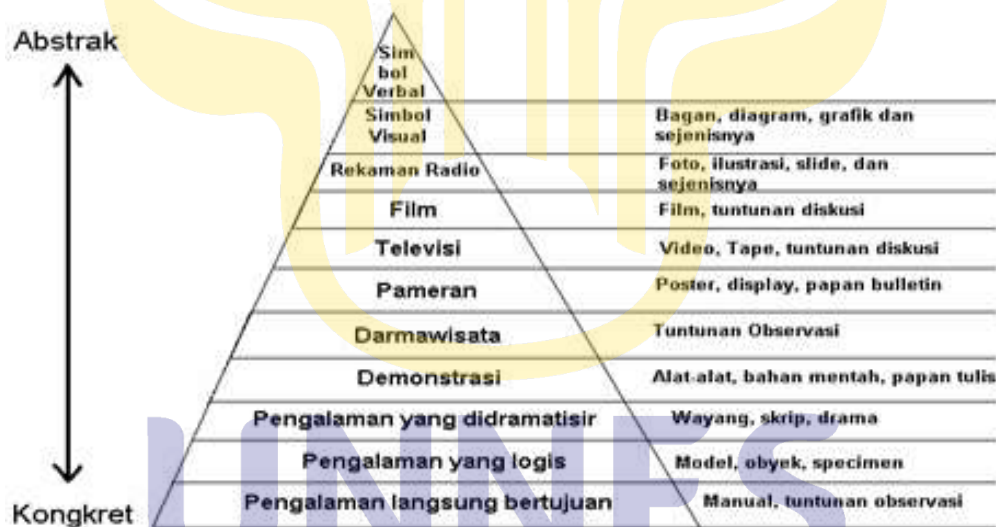 Abstrak
Sim
bol
Verbal
Simbol
Visual
Bagan, diagram, grafik dan
sejenisnya
Rekaman Radio
Foto, ilustrasi, slide, dan
sejenisnya
Film
Film, tuntunan diskusi
Televisi
Video, Tape, tuntunan diskusi
Pameran
Poster, display, papan bulletin
Darmawisata
Tuntunan Observasi
Demonstrasi
Alat-alat, bahan mentah, papan tulis
Pengalaman yang didramatisir
Wayang, skrip, drama
Pengalaman yang logis
Model, obyek, specimen
Pengalaman langsung bertujuan
Manual, tuntunan observasi
Kongkret
UNNES